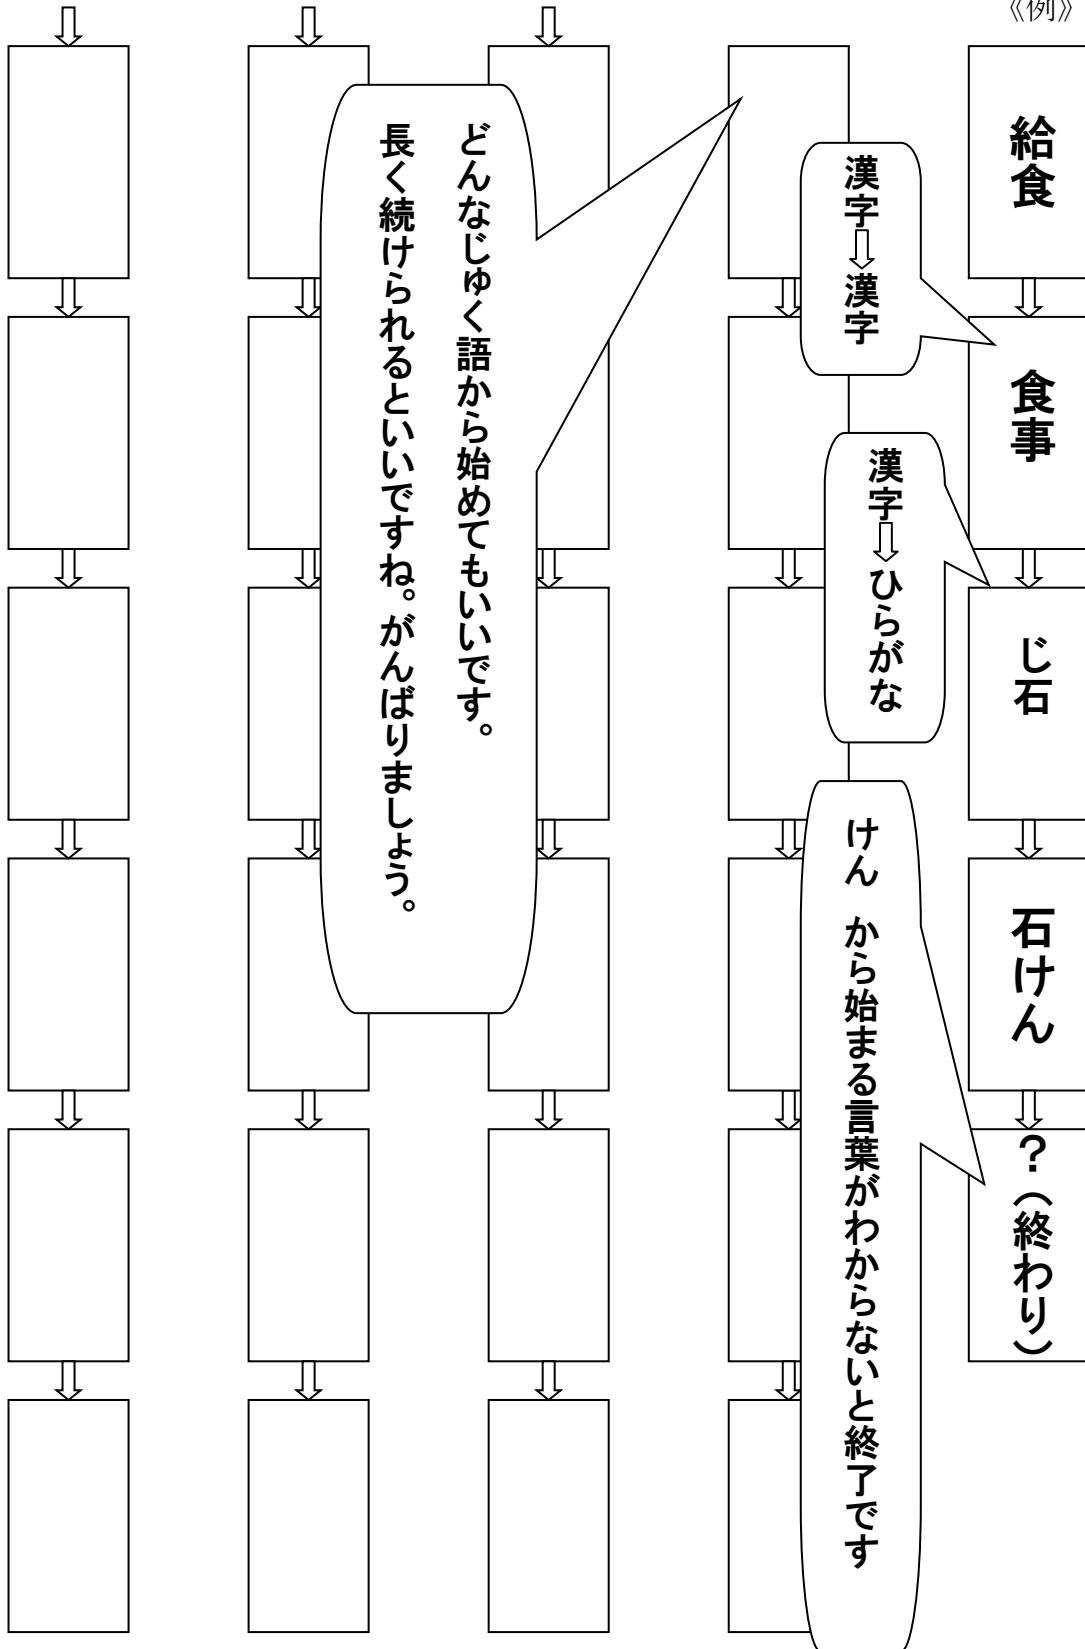 《例》
給食
食事
じ石
石けん
？（終わり）
漢字⇩漢字
漢字⇩ひらがな
けん　から始まる言葉がわからないと終了です
どんなじゅく語から始めてもいいです。
長く続けられるといいですね。がんばりましょう。